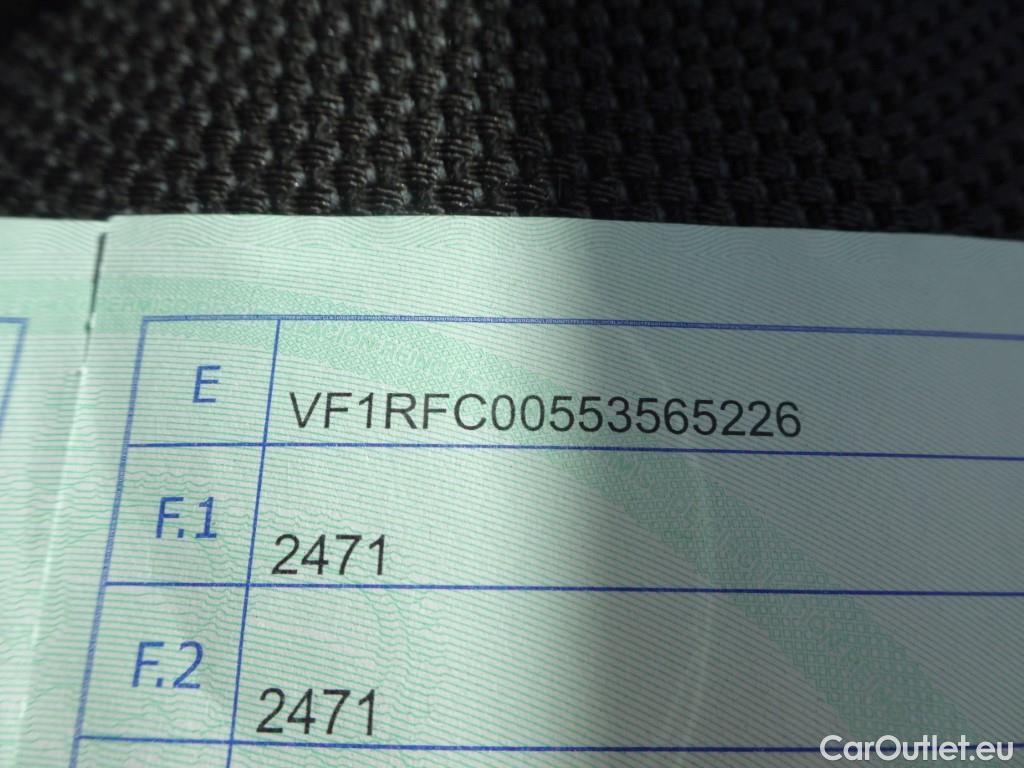 E VF1RFC00553565226
F.1 2471
F.2 2471
CarOutlet.eu